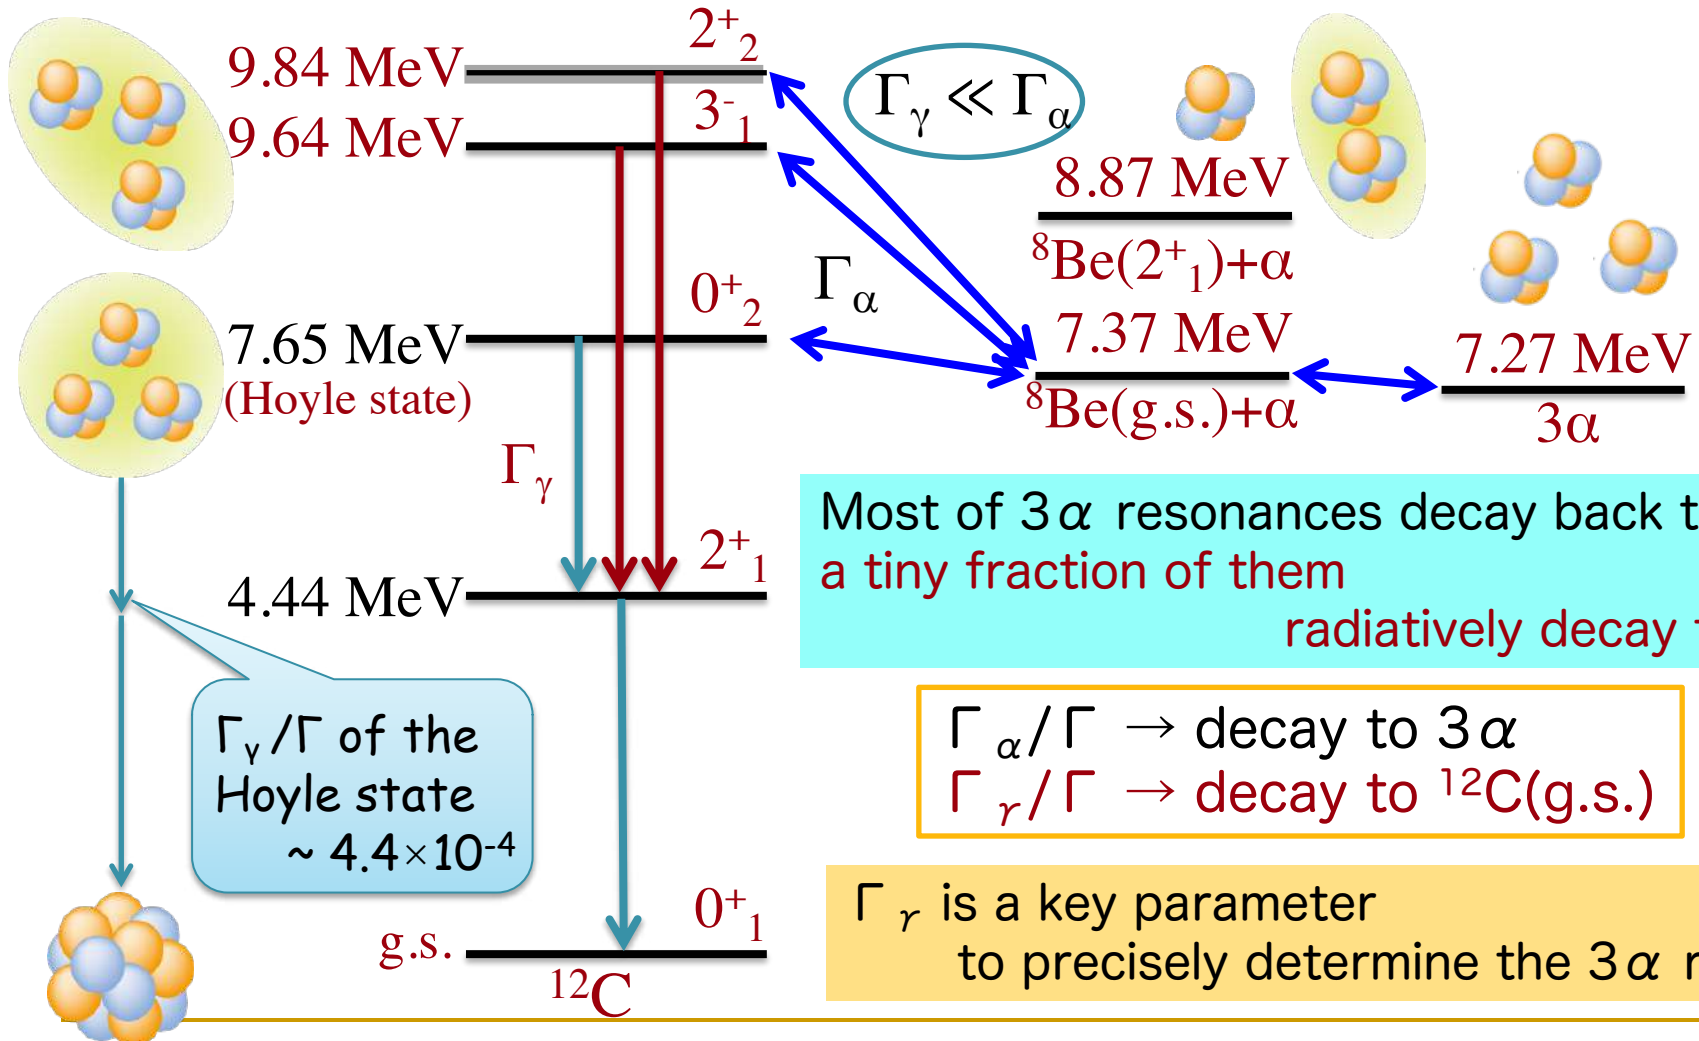 2⁺₂
9.84 MeV
3⁻₁
9.64 MeV
Γγ ≪ Γα
8.87 MeV
⁸Be(2⁺₁)+α
0⁺₂
Γα
7.65 MeV
(Hoyle state)
7.37 MeV
⁸Be(g.s.)+α
7.27 MeV
3α
Γγ
2⁺₁
4.44 MeV
Most of 3α resonances decay back
a tiny fraction of them
radiatively decay
Γγ/Γ of the
Hoyle state
~ 4.4×10⁻⁴
Γα/Γ → decay to 3α
Γr/Γ → decay to ¹²C(g.s.)
Γr is a key parameter
to precisely determine the 3α
0⁺₁
g.s.
¹²C